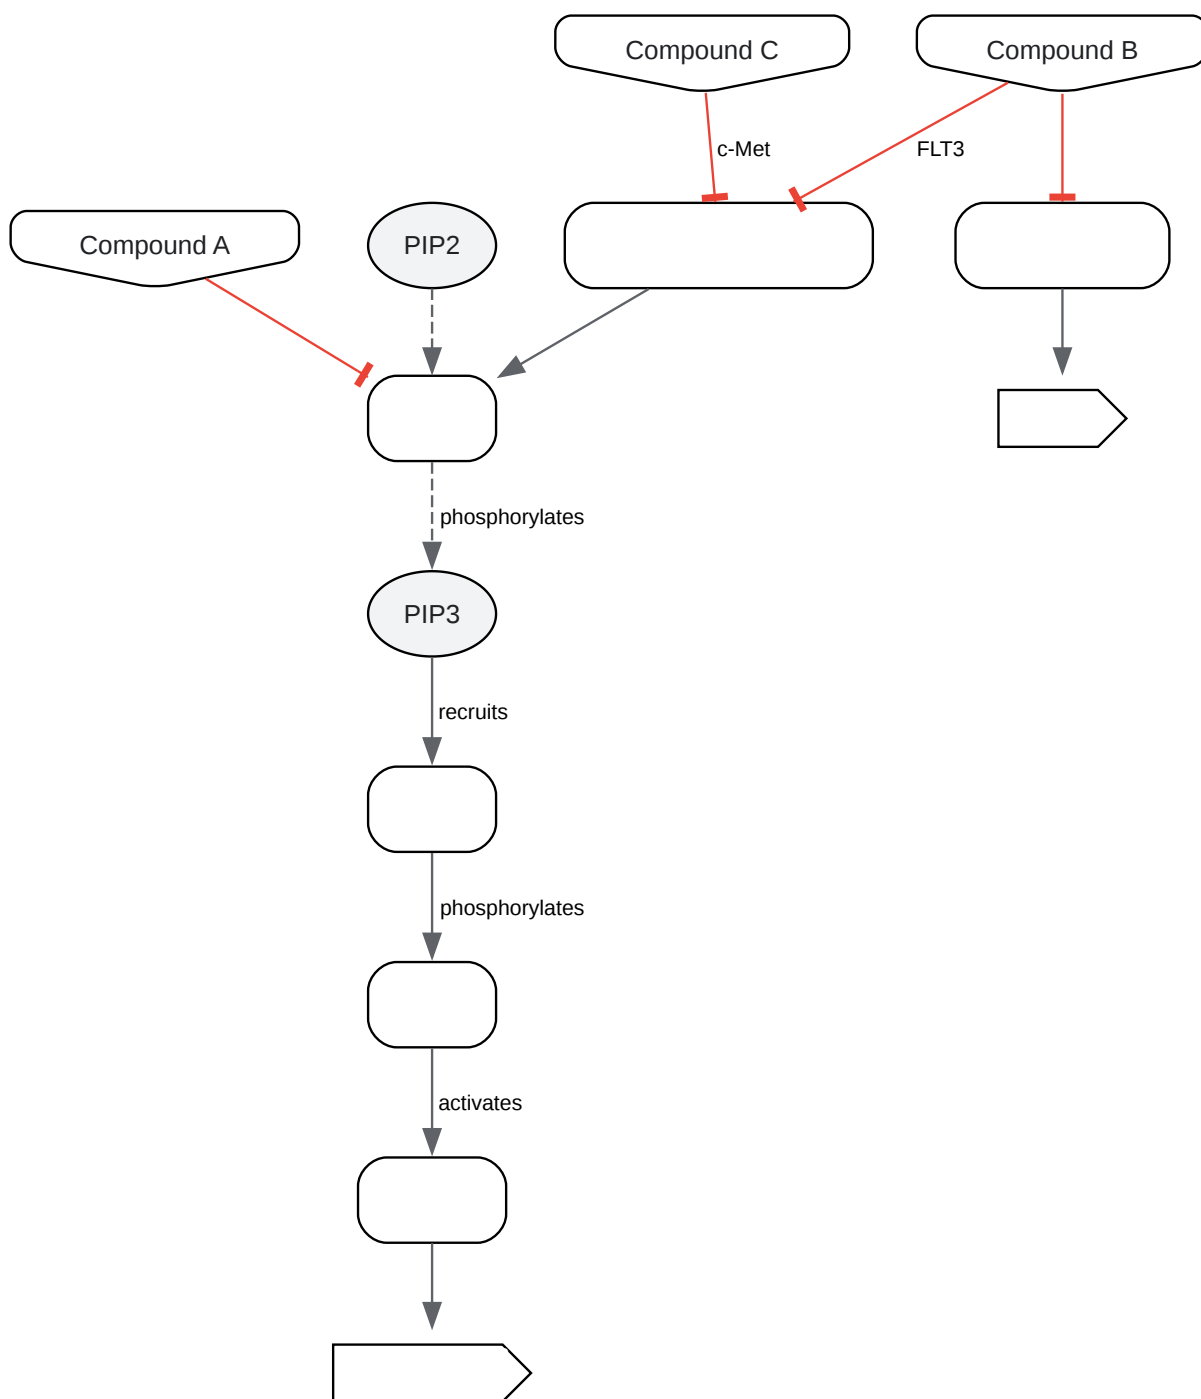 Compound C
Compound B
c-Met
FLT3
Compound A
PIP2
phosphorylates
PIP3
recruits
phosphorylates
activates